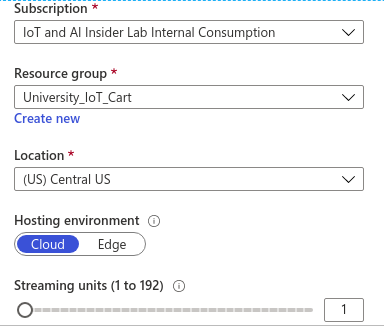 Subscription *
IoT and AI Insider Lab Internal Consumption
Resource group *
University_IoT_Cart
Create new
Location *
(US) Central US
Hosting environment
Cloud Edge
Streaming units (1 to 192)
1